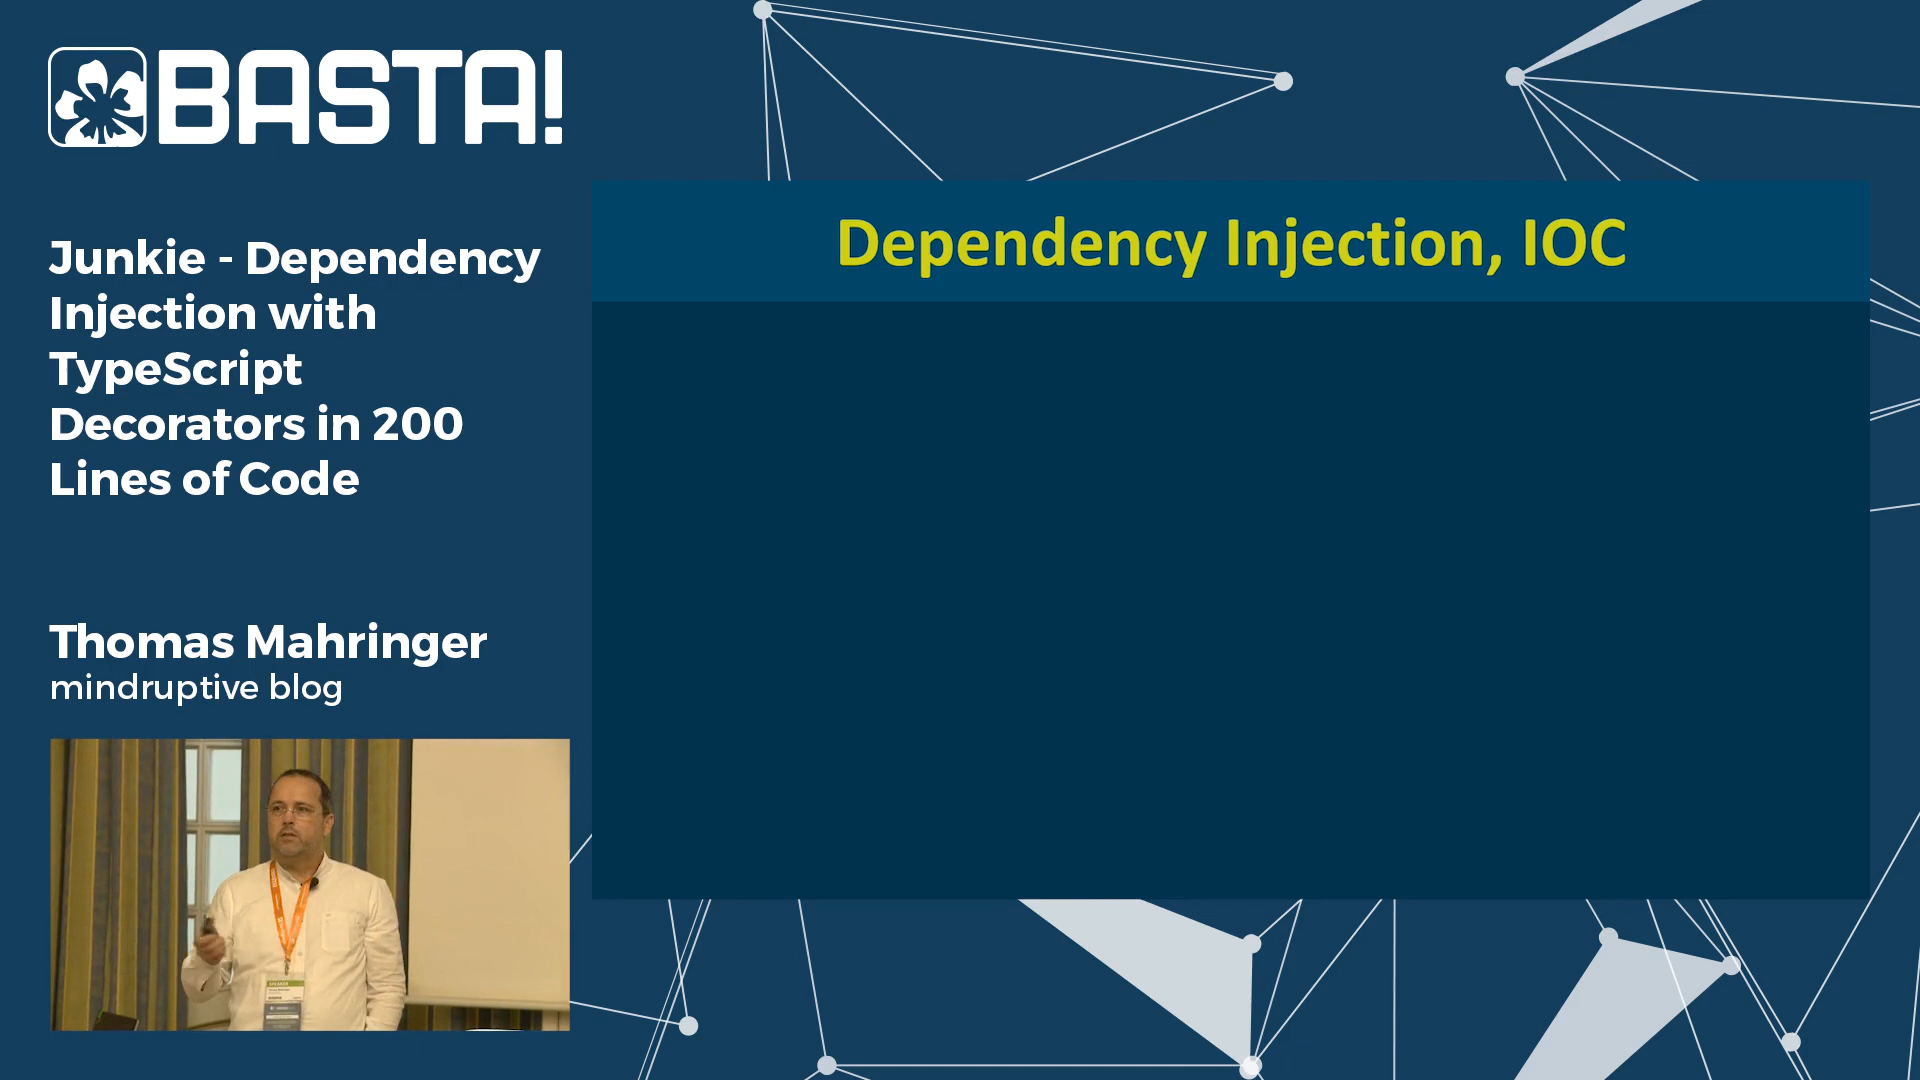 BASTA!
Junkie - Dependency
Injection with
TypeScript
Decorators in 200
Lines of Code
Thomas Mahringer
mindruptive blog
Dependency Injection, IOC
SPEAKER